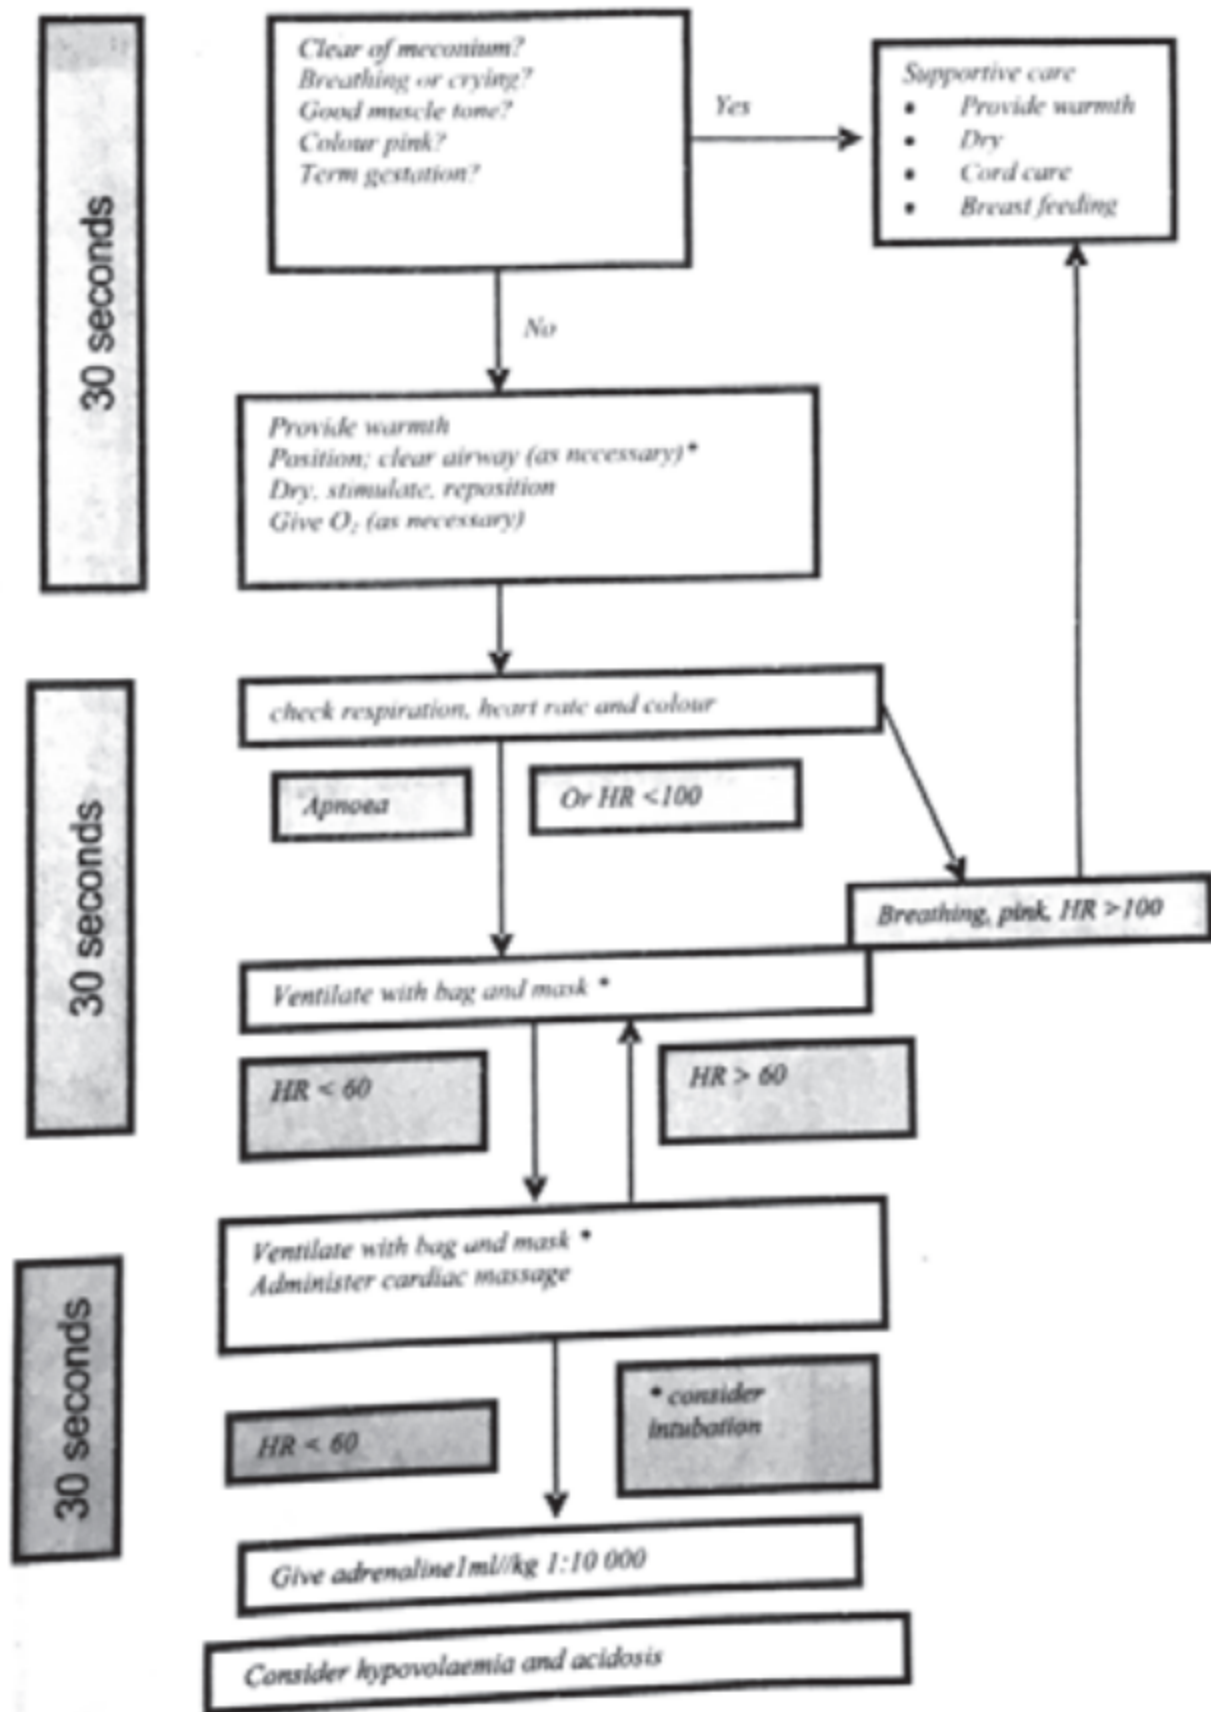 30 seconds
Clear of meconium?
Breathing or crying?
Good muscle tone?
Colour pink?
Term gestation?
Yes
Supportive care
• Provide warmth
• Dry
• Cord care
• Breast feeding
No
Provide warmth
Position; clear airway (as necessary)*
Dry, stimulate, reposition
Give O₂ (as necessary)
30 seconds
check respiration, heart rate and colour
Apnoea
Or HR <100
Breathing, pink, HR >100
Ventilate with bag and mask *
HR < 60
HR > 60
30 seconds
Ventilate with bag and mask *
Administer cardiac massage
HR < 60
* consider
intubation
Give adrenaline1ml//kg 1:10 000
Consider hypovolaemia and acidosis